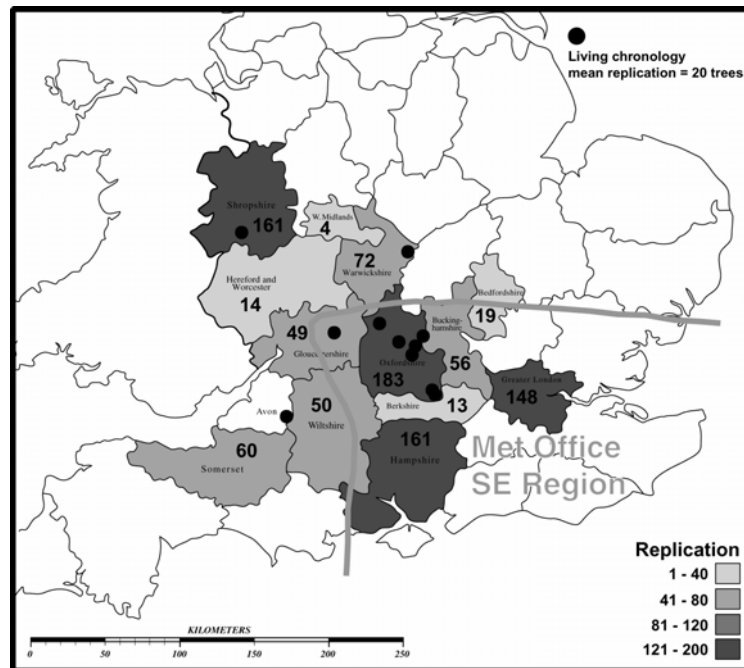 Living chronology
mean replication = 20 trees
Shropshire
161
W. Midlands
4
72
Warwickshire
Hereford and
Worcester
14
Bedfordshire
19
49
Gloucestershire
Bucking-
hamshire
56
Oxfordshire
183
Greater London
148
Avon
50
Wiltshire
Berkshire
13
60
Somerset
161
Hampshire
Met Office
SE Region
Replication
1 - 40
41 - 80
81 - 120
121 - 200
KILOMETERS
0 50 100 150 200 250